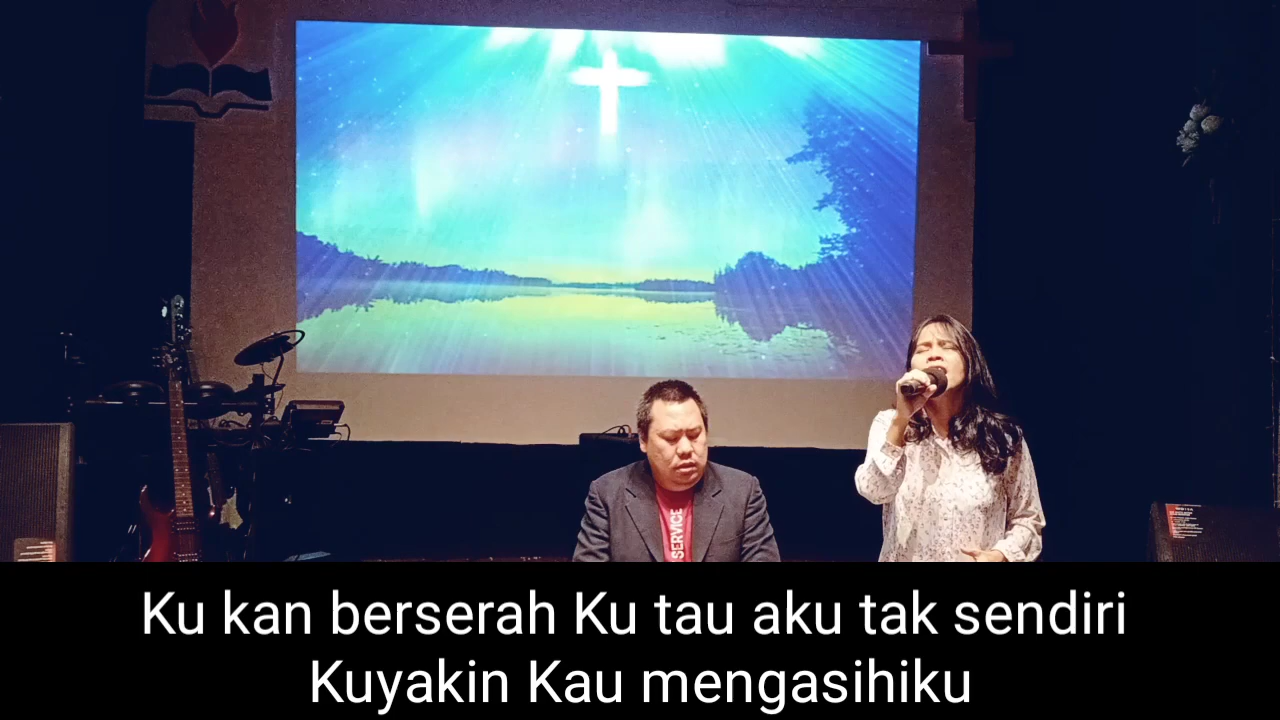 SERVICE
Ku kan berserah Ku tau aku tak sendiri
Kuyakin Kau mengasihiku